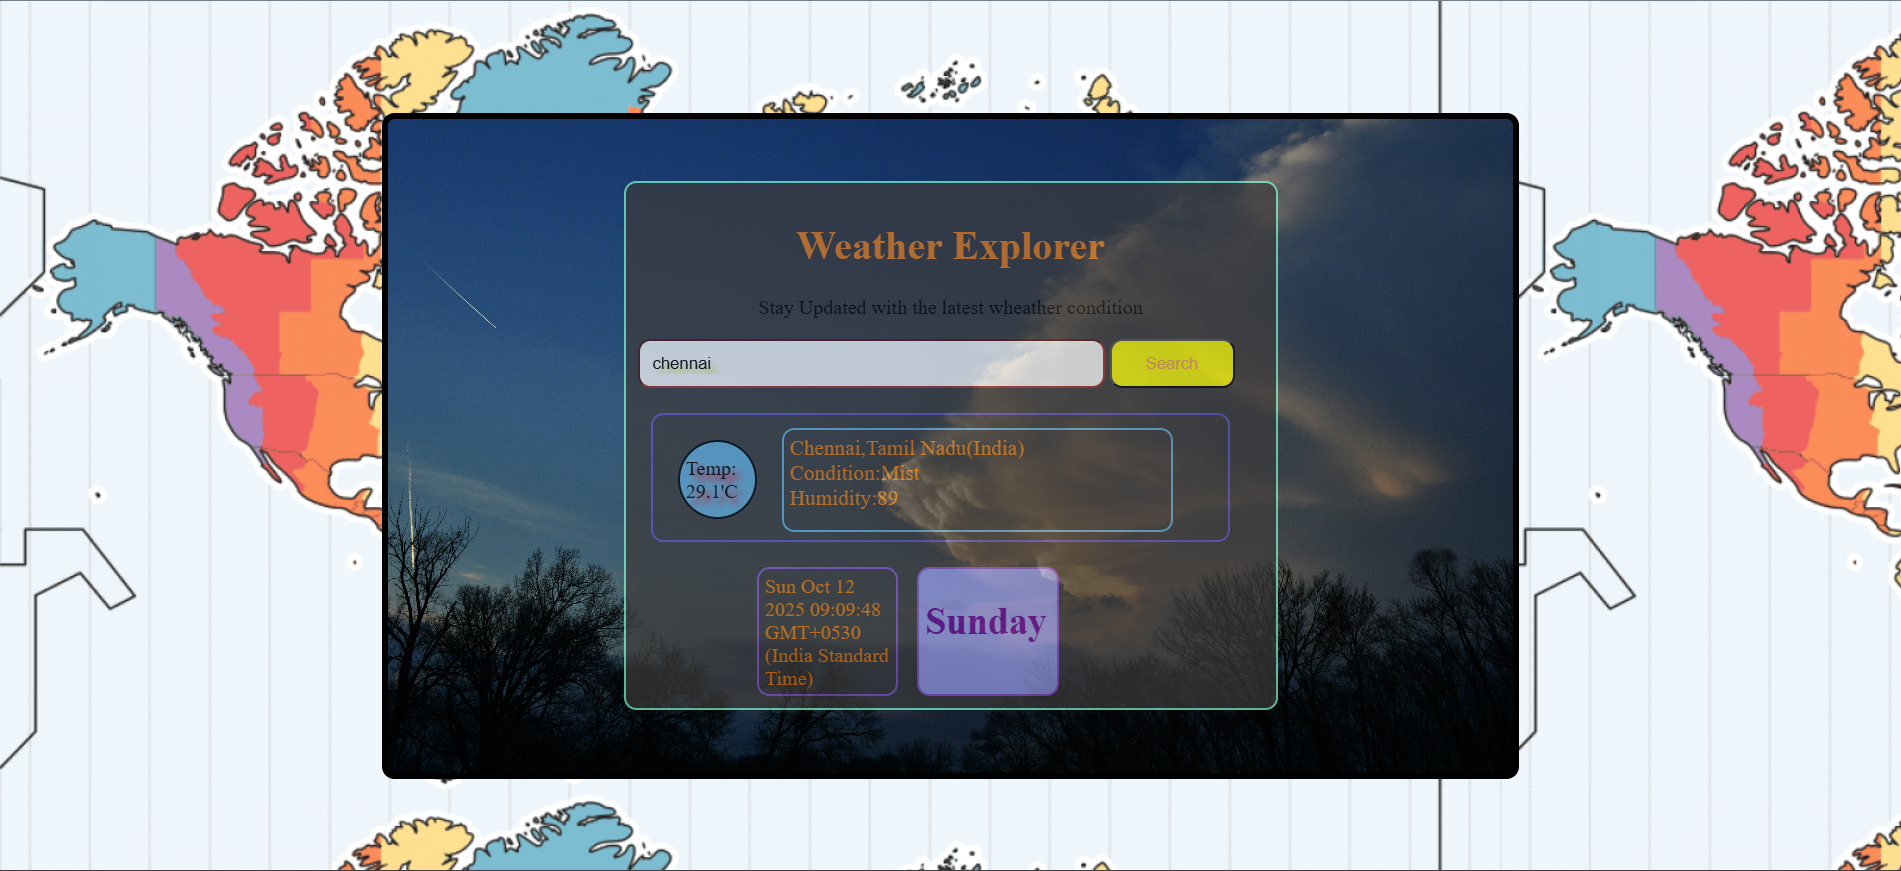 Weather Explorer
Stay Updated with the latest wheather condition
chennai
Search
Temp:
29.1'C
Chennai,Tamil Nadu(India)
Condition:Mist
Humidity:89
Sun Oct 12
2025 09:09:48
GMT+0530
(India Standard
Time)
Sunday